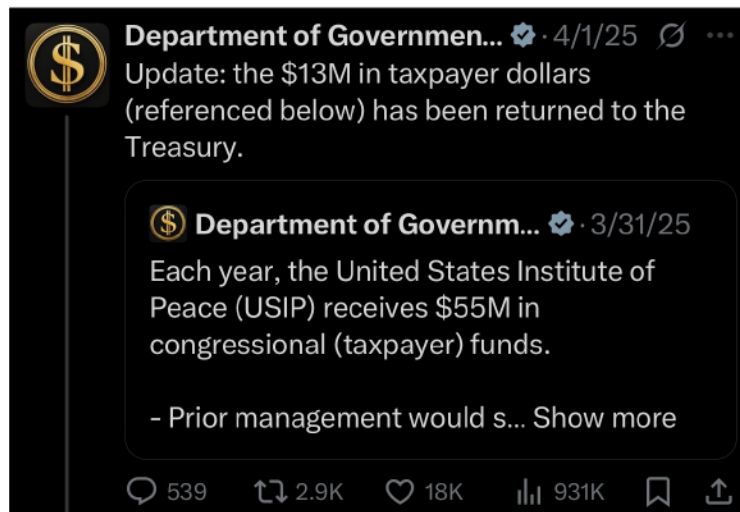 Department of Governmen... · 4/1/25
Update: the $13M in taxpayer dollars
(referenced below) has been returned to the
Treasury.
$ Department of Governm... · 3/31/25
Each year, the United States Institute of
Peace (USIP) receives $55M in
congressional (taxpayer) funds.
- Prior management would s... Show more
539 2.9K 18K 931K